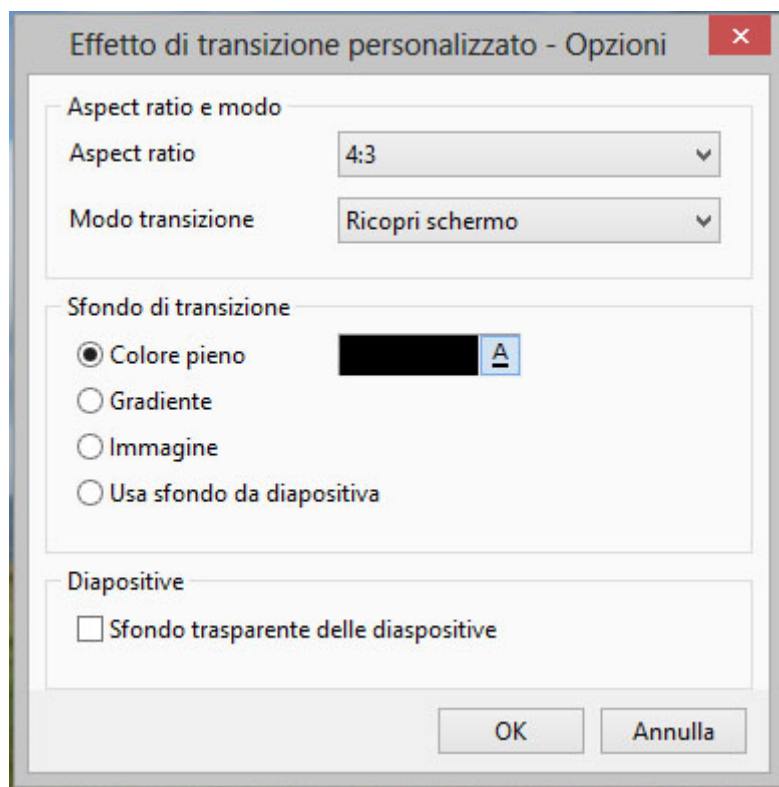 Effetto di transizione personalizzato - Opzioni
Aspect ratio e modo
Aspect ratio
4:3
Modo transizione
Ricopri schermo
Sfondo di transizione
Colore pieno
A
Gradiente
Immagine
Usa sfondo da diapositiva
Diapositive
Sfondo trasparente delle diaspositive
OK
Annulla